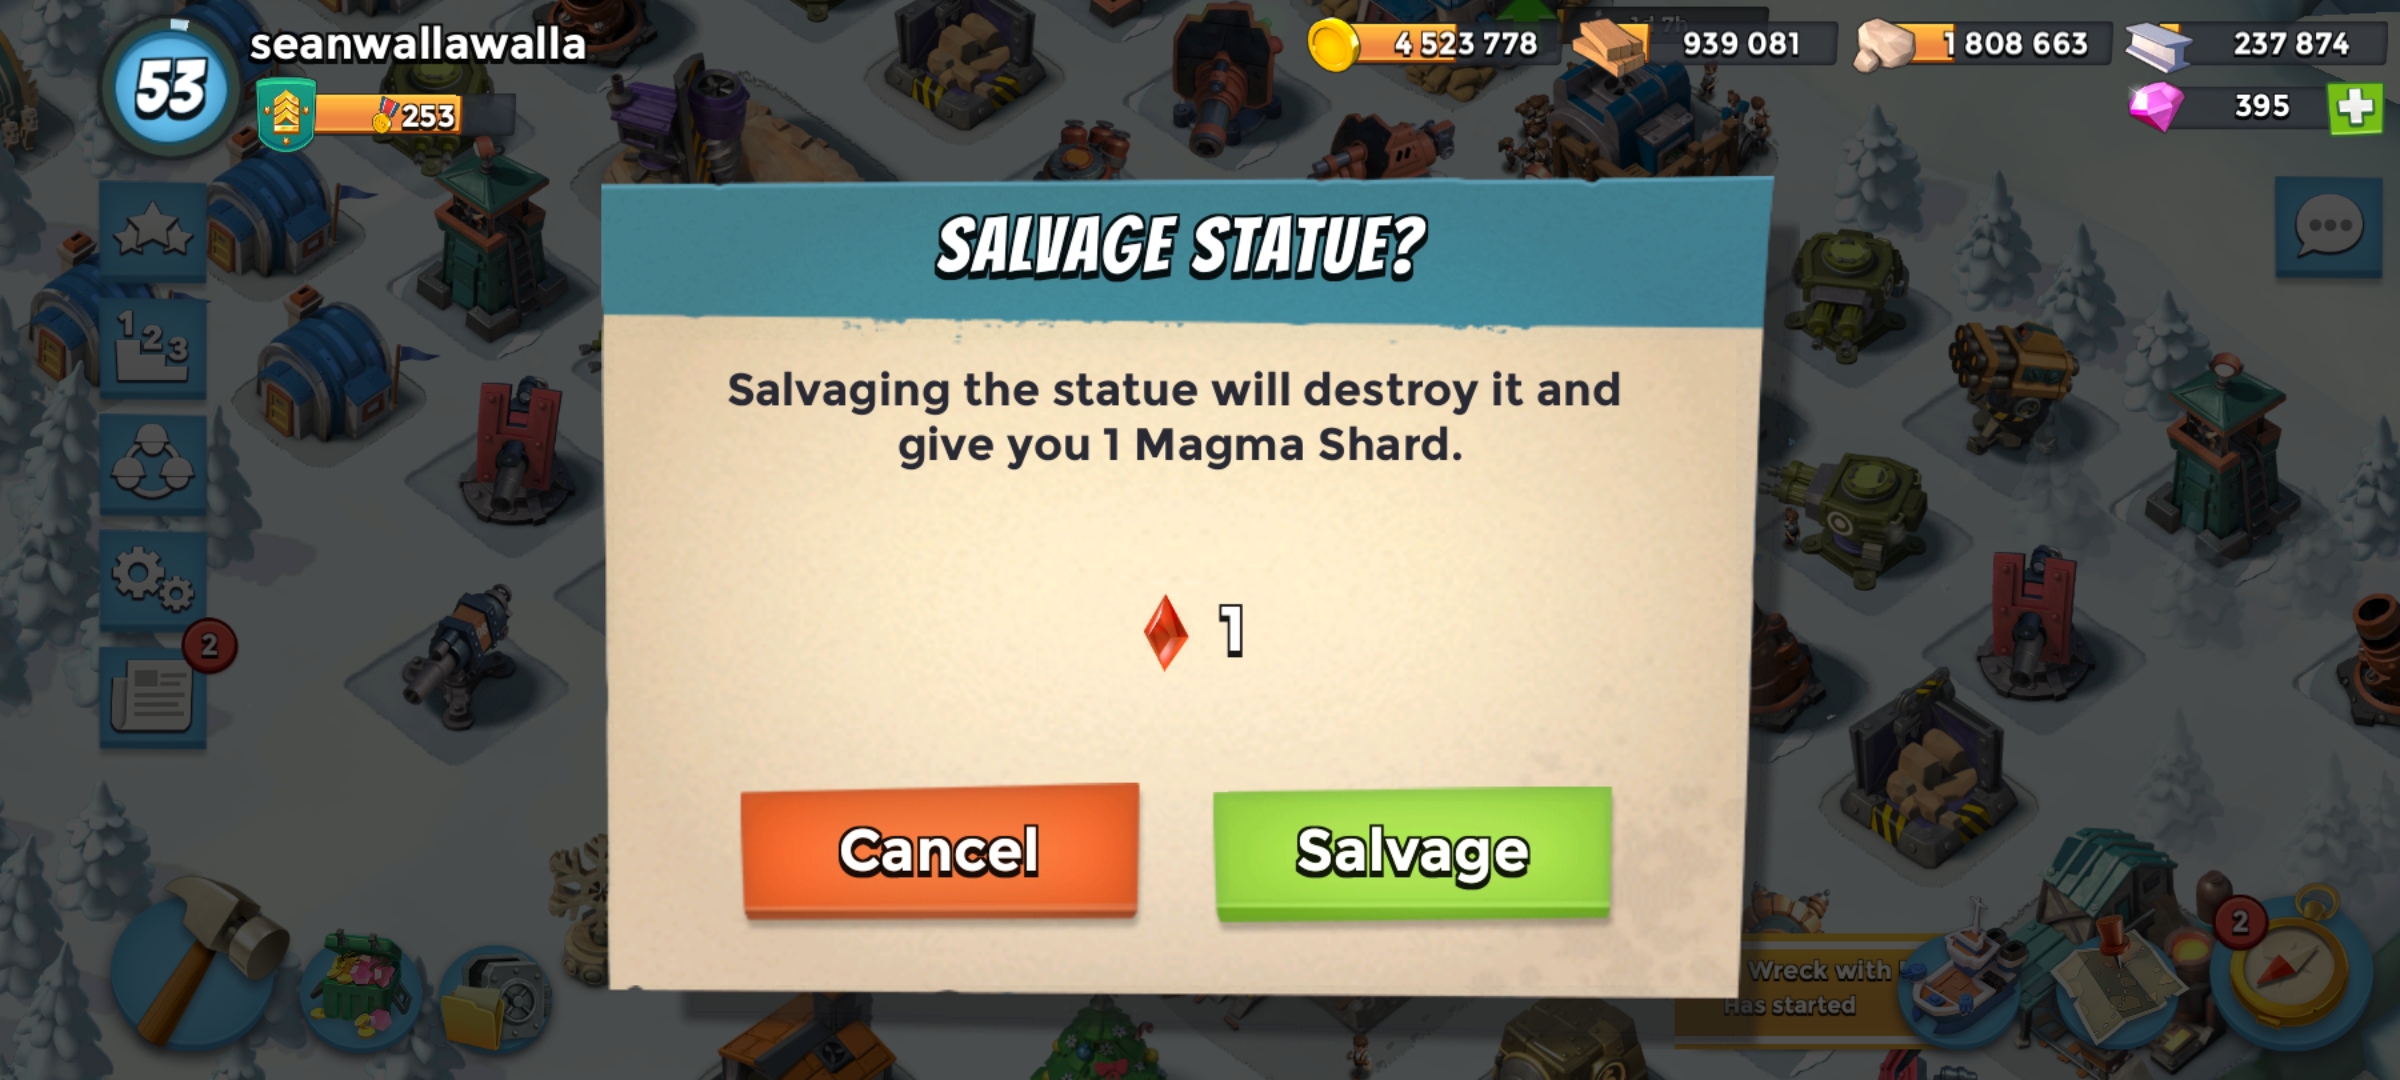 53
seanwallawalla
253
4 523 778
939 081
1 808 663
237 874
395
1 2 3
SALVAGE STATUE?
Salvaging the statue will destroy it and
give you 1 Magma Shard.
1
2
Cancel
Salvage
2
Wreck with
Has started